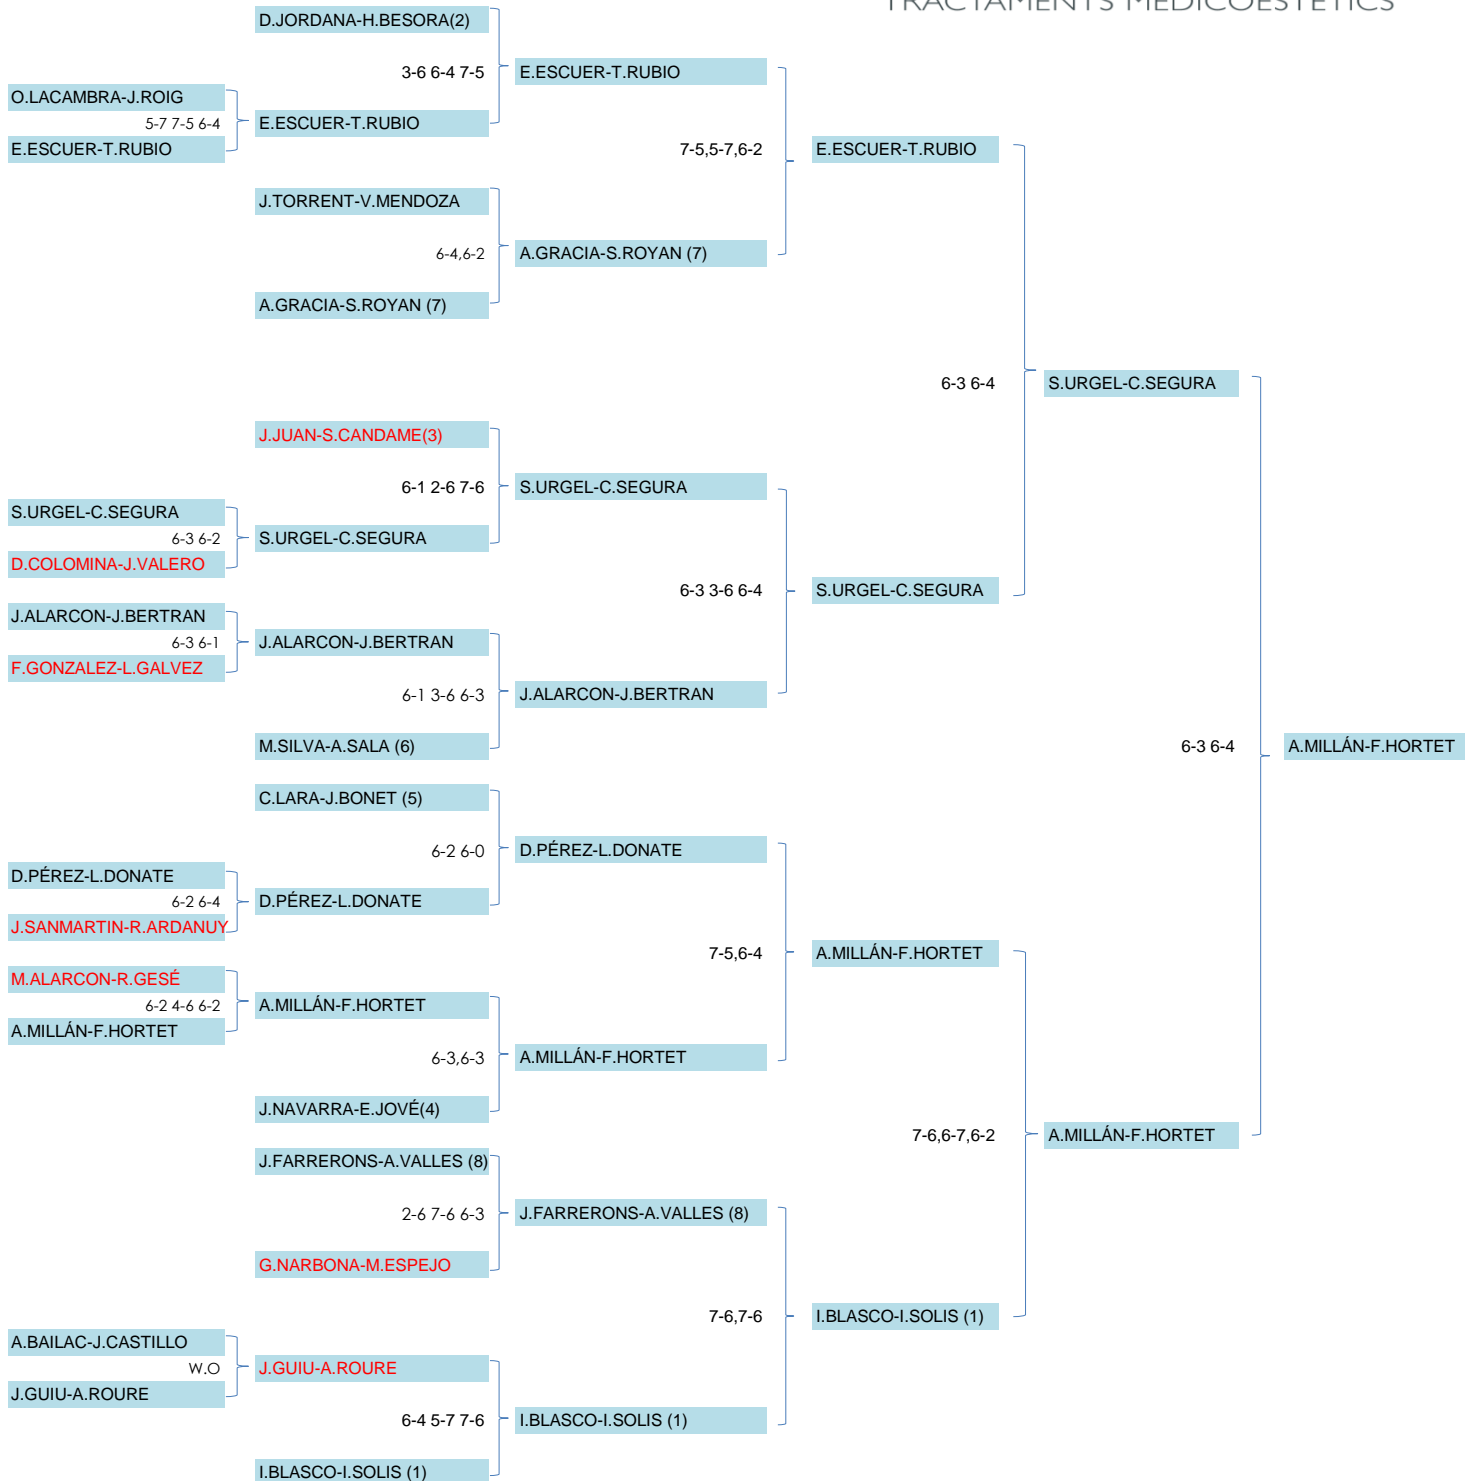 TRACTAMENTS MEDICOESTÈTICS
D.JORDANA-H.BESORA(2)
3-6 6-4 7-5
E.ESCUER-T.RUBIO
O.LACAMBRA-J.ROIG
5-7 7-5 6-4
E.ESCUER-T.RUBIO
E.ESCUER-T.RUBIO
7-5,5-7,6-2
E.ESCUER-T.RUBIO
J.TORRENT-V.MENDOZA
6-4,6-2
A.GRACIA-S.ROYAN (7)
A.GRACIA-S.ROYAN (7)
6-3 6-4
S.URGEL-C.SEGURA
J.JUAN-S.CANDAME(3)
6-1 2-6 7-6
S.URGEL-C.SEGURA
S.URGEL-C.SEGURA
6-3 6-2
S.URGEL-C.SEGURA
D.COLOMINA-J.VALERO
6-3 3-6 6-4
S.URGEL-C.SEGURA
J.ALARCON-J.BERTRAN
6-3 6-1
J.ALARCON-J.BERTRAN
F.GONZALEZ-L.GALVEZ
6-1 3-6 6-3
J.ALARCON-J.BERTRAN
M.SILVA-A.SALA (6)
6-3 6-4
A.MILLÁN-F.HORTET
C.LARA-J.BONET (5)
6-2 6-0
D.PÉREZ-L.DONATE
D.PÉREZ-L.DONATE
6-2 6-4
D.PÉREZ-L.DONATE
J.SANMARTIN-R.ARDANUY
7-5,6-4
A.MILLÁN-F.HORTET
M.ALARCON-R.GESÉ
6-2 4-6 6-2
A.MILLÁN-F.HORTET
A.MILLÁN-F.HORTET
6-3,6-3
A.MILLÁN-F.HORTET
J.NAVARRA-E.JOVÉ(4)
7-6,6-7,6-2
A.MILLÁN-F.HORTET
J.FARRERONS-A.VALLES (8)
2-6 7-6 6-3
J.FARRERONS-A.VALLES (8)
G.NARBONA-M.ESPEJO
7-6,7-6
I.BLASCO-I.SOLIS (1)
A.BAILAC-J.CASTILLO
W.O
J.GUIU-A.ROURE
J.GUIU-A.ROURE
6-4 5-7 7-6
I.BLASCO-I.SOLIS (1)
I.BLASCO-I.SOLIS (1)